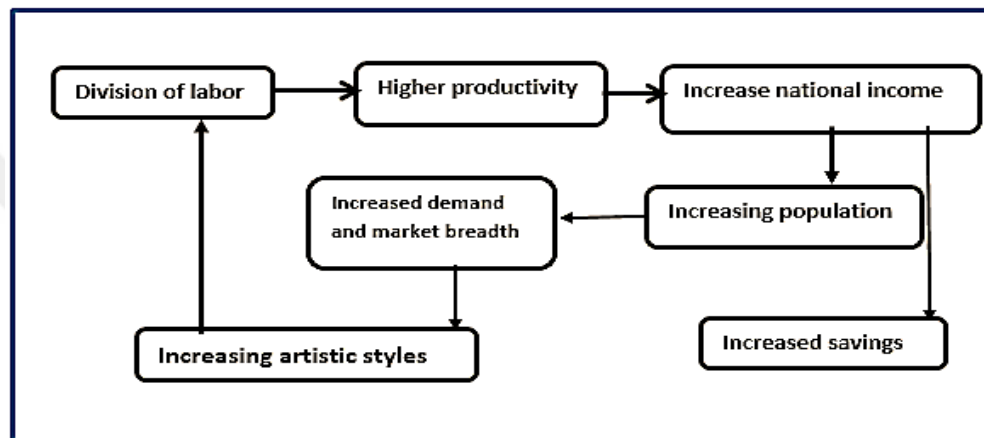 Division of labor
Higher productivity
Increase national income
Increased demand
and market breadth
Increasing population
Increasing artistic styles
Increased savings